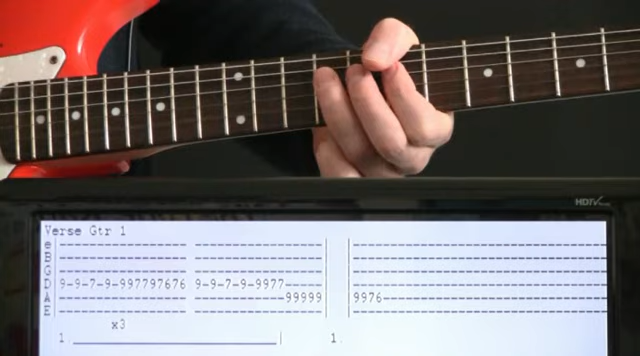 HDTV
Verse Gtr 1
e|------------------- -------------------| |--------------------------------------
B|------------------- -------------------| |--------------------------------------
G|------------------- -------------------| |--------------------------------------
D|9-9-7-9-997797676 9-9-7-9-9977------| |--------------------------------------
A|------------------- --------------99999| |9976----------------------------------
E|------------------- -------------------| |--------------------------------------
x3
1.______________________________| 1.